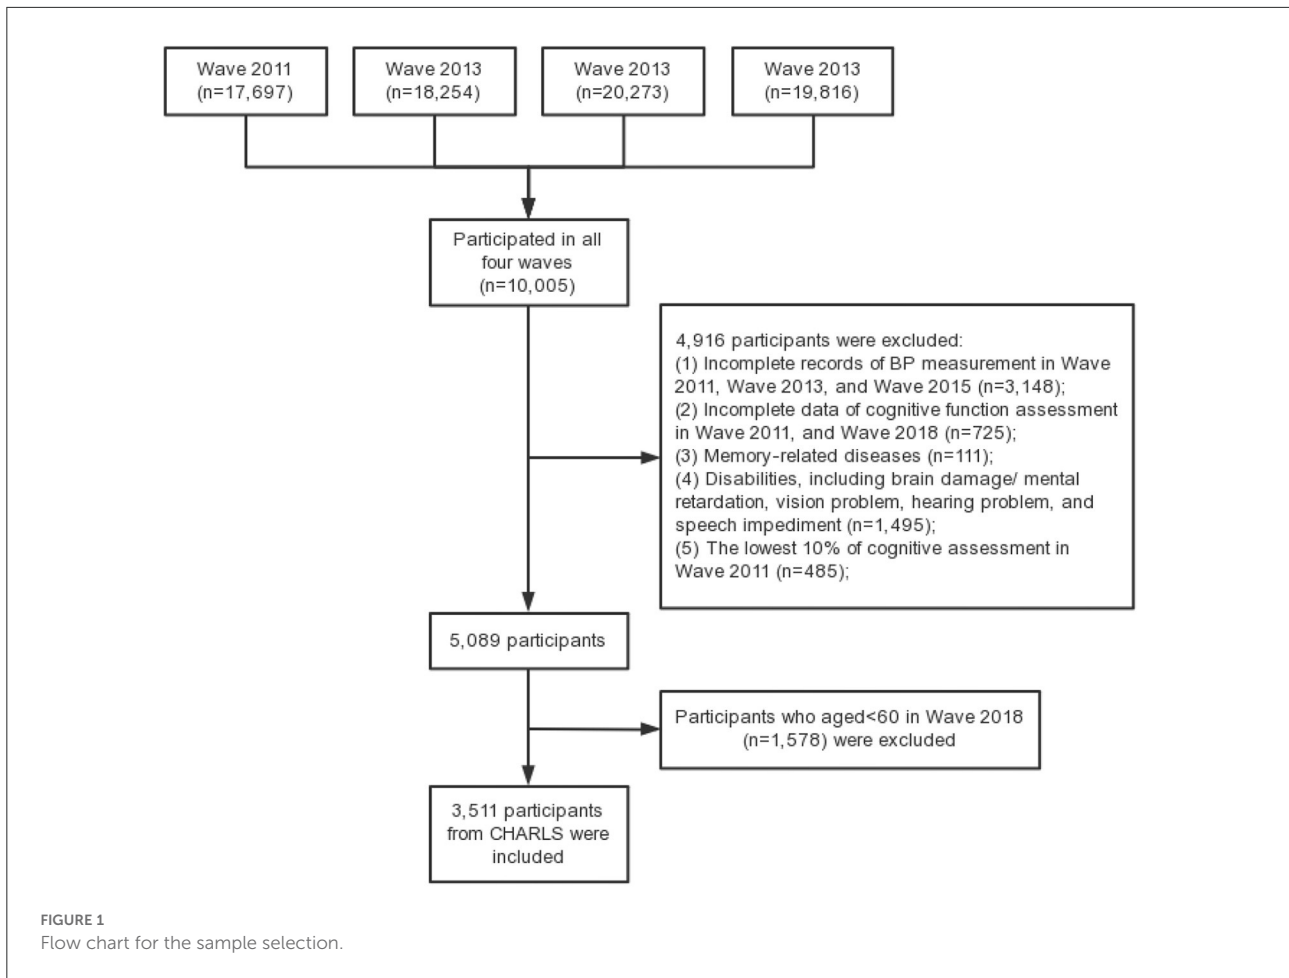 Wave 2011
(n=17,697)
Wave 2013
(n=18,254)
Wave 2013
(n=20,273)
Wave 2013
(n=19,816)
Participated in all
four waves
(n=10,005)
4,916 participants were excluded:
(1) Incomplete records of BP measurement in Wave
2011, Wave 2013, and Wave 2015 (n=3,148);
(2) Incomplete data of cognitive function assessment
in Wave 2011, and Wave 2018 (n=725);
(3) Memory-related diseases (n=111);
(4) Disabilities, including brain damage/ mental
retardation, vision problem, hearing problem, and
speech impediment (n=1,495);
(5) The lowest 10% of cognitive assessment in
Wave 2011 (n=485);
5,089 participants
Participants who aged<60 in Wave 2018
(n=1,578) were excluded
3,511 participants
from CHARLS were
included
FIGURE 1
Flow chart for the sample selection.